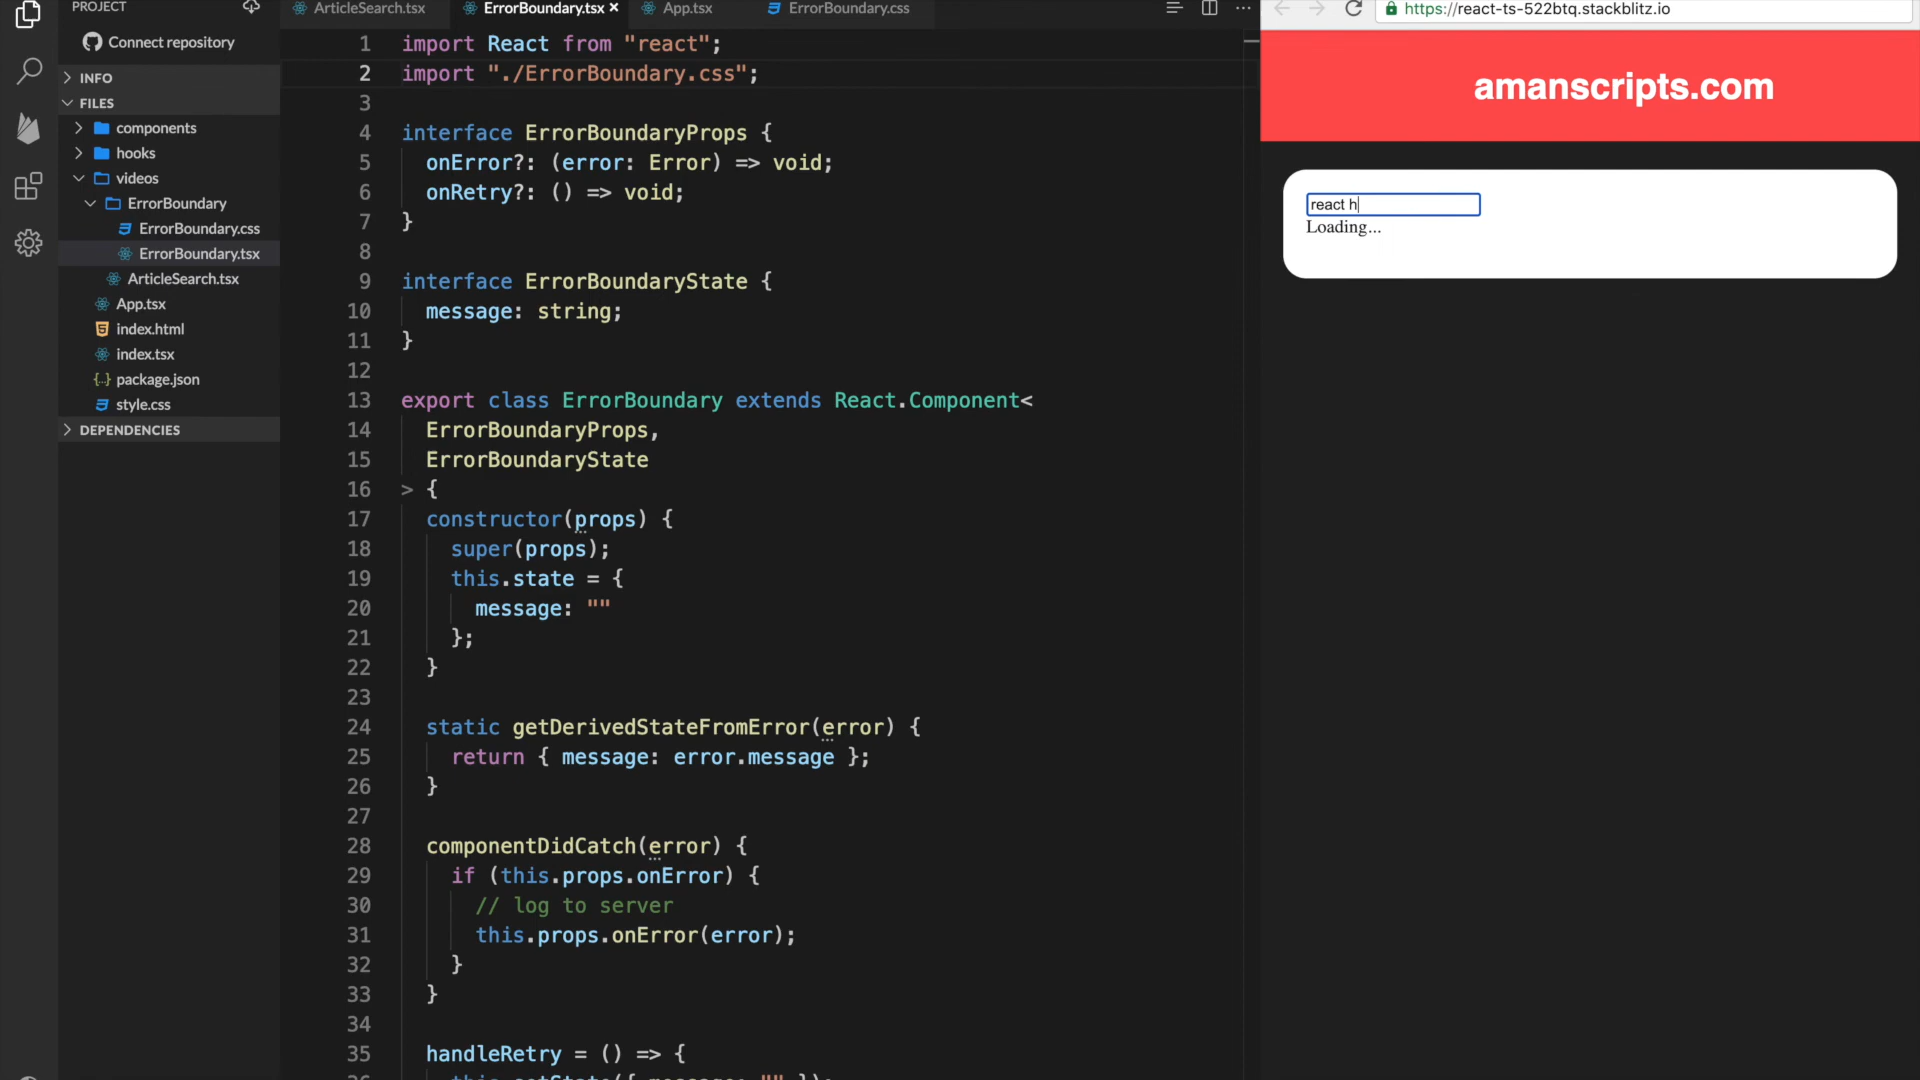 PROJECT
Connect repository
INFO
FILES
components
hooks
videos
ErrorBoundary
ErrorBoundary.css
ErrorBoundary.tsx
ArticleSearch.tsx
App.tsx
index.html
index.tsx
package.json
style.css
DEPENDENCIES
ArticleSearch.tsx
ErrorBoundary.tsx
App.tsx
ErrorBoundary.css
1 import React from "react";
2 import "./ErrorBoundary.css";
3
4 interface ErrorBoundaryProps {
5 onError?: (error: Error) => void;
6 onRetry?: () => void;
7 }
8
9 interface ErrorBoundaryState {
10 message: string;
11 }
12
13 export class ErrorBoundary extends React.Component<
14 ErrorBoundaryProps,
15 ErrorBoundaryState
16 > {
17 constructor(props) {
18 super(props);
19 this.state = {
20 message: ""
21 };
22 }
23
24 static getDerivedStateFromError(error) {
25 return { message: error.message };
26 }
27
28 componentDidCatch(error) {
29 if (this.props.onError) {
30 // log to server
31 this.props.onError(error);
32 }
33 }
34
35 handleRetry = () => {
36 this.setState({ message: "" });
https://react-ts-522btq.stackblitz.io
amanscripts.com
react h
Loading...